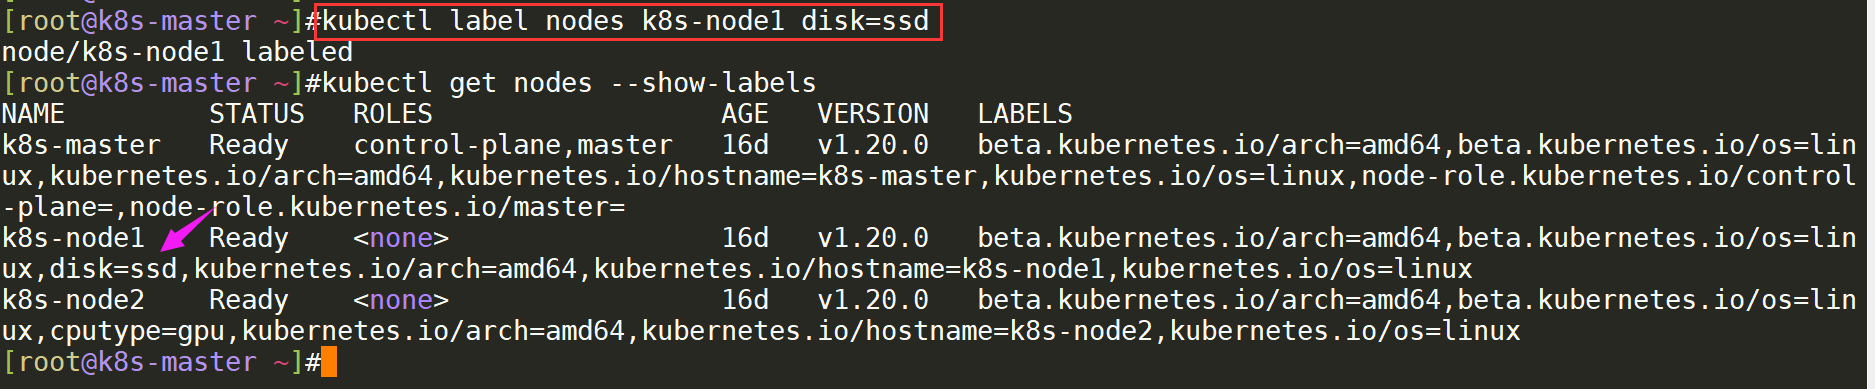 [root@k8s-master ~]#kubectl label nodes k8s-node1 disk=ssd
node/k8s-node1 labeled
[root@k8s-master ~]#kubectl get nodes --show-labels
NAME         STATUS   ROLES                  AGE   VERSION   LABELS
k8s-master   Ready    control-plane,master   16d   v1.20.0   beta.kubernetes.io/arch=amd64,beta.kubernetes.io/os=lin
ux,kubernetes.io/arch=amd64,kubernetes.io/hostname=k8s-master,kubernetes.io/os=linux,node-role.kubernetes.io/control
-plane=,node-role.kubernetes.io/master=
k8s-node1    Ready    <none>                 16d   v1.20.0   beta.kubernetes.io/arch=amd64,beta.kubernetes.io/os=lin
ux,disk=ssd,kubernetes.io/arch=amd64,kubernetes.io/hostname=k8s-node1,kubernetes.io/os=linux
k8s-node2    Ready    <none>                 16d   v1.20.0   beta.kubernetes.io/arch=amd64,beta.kubernetes.io/os=lin
ux,cputype=gpu,kubernetes.io/arch=amd64,kubernetes.io/hostname=k8s-node2,kubernetes.io/os=linux
[root@k8s-master ~]#